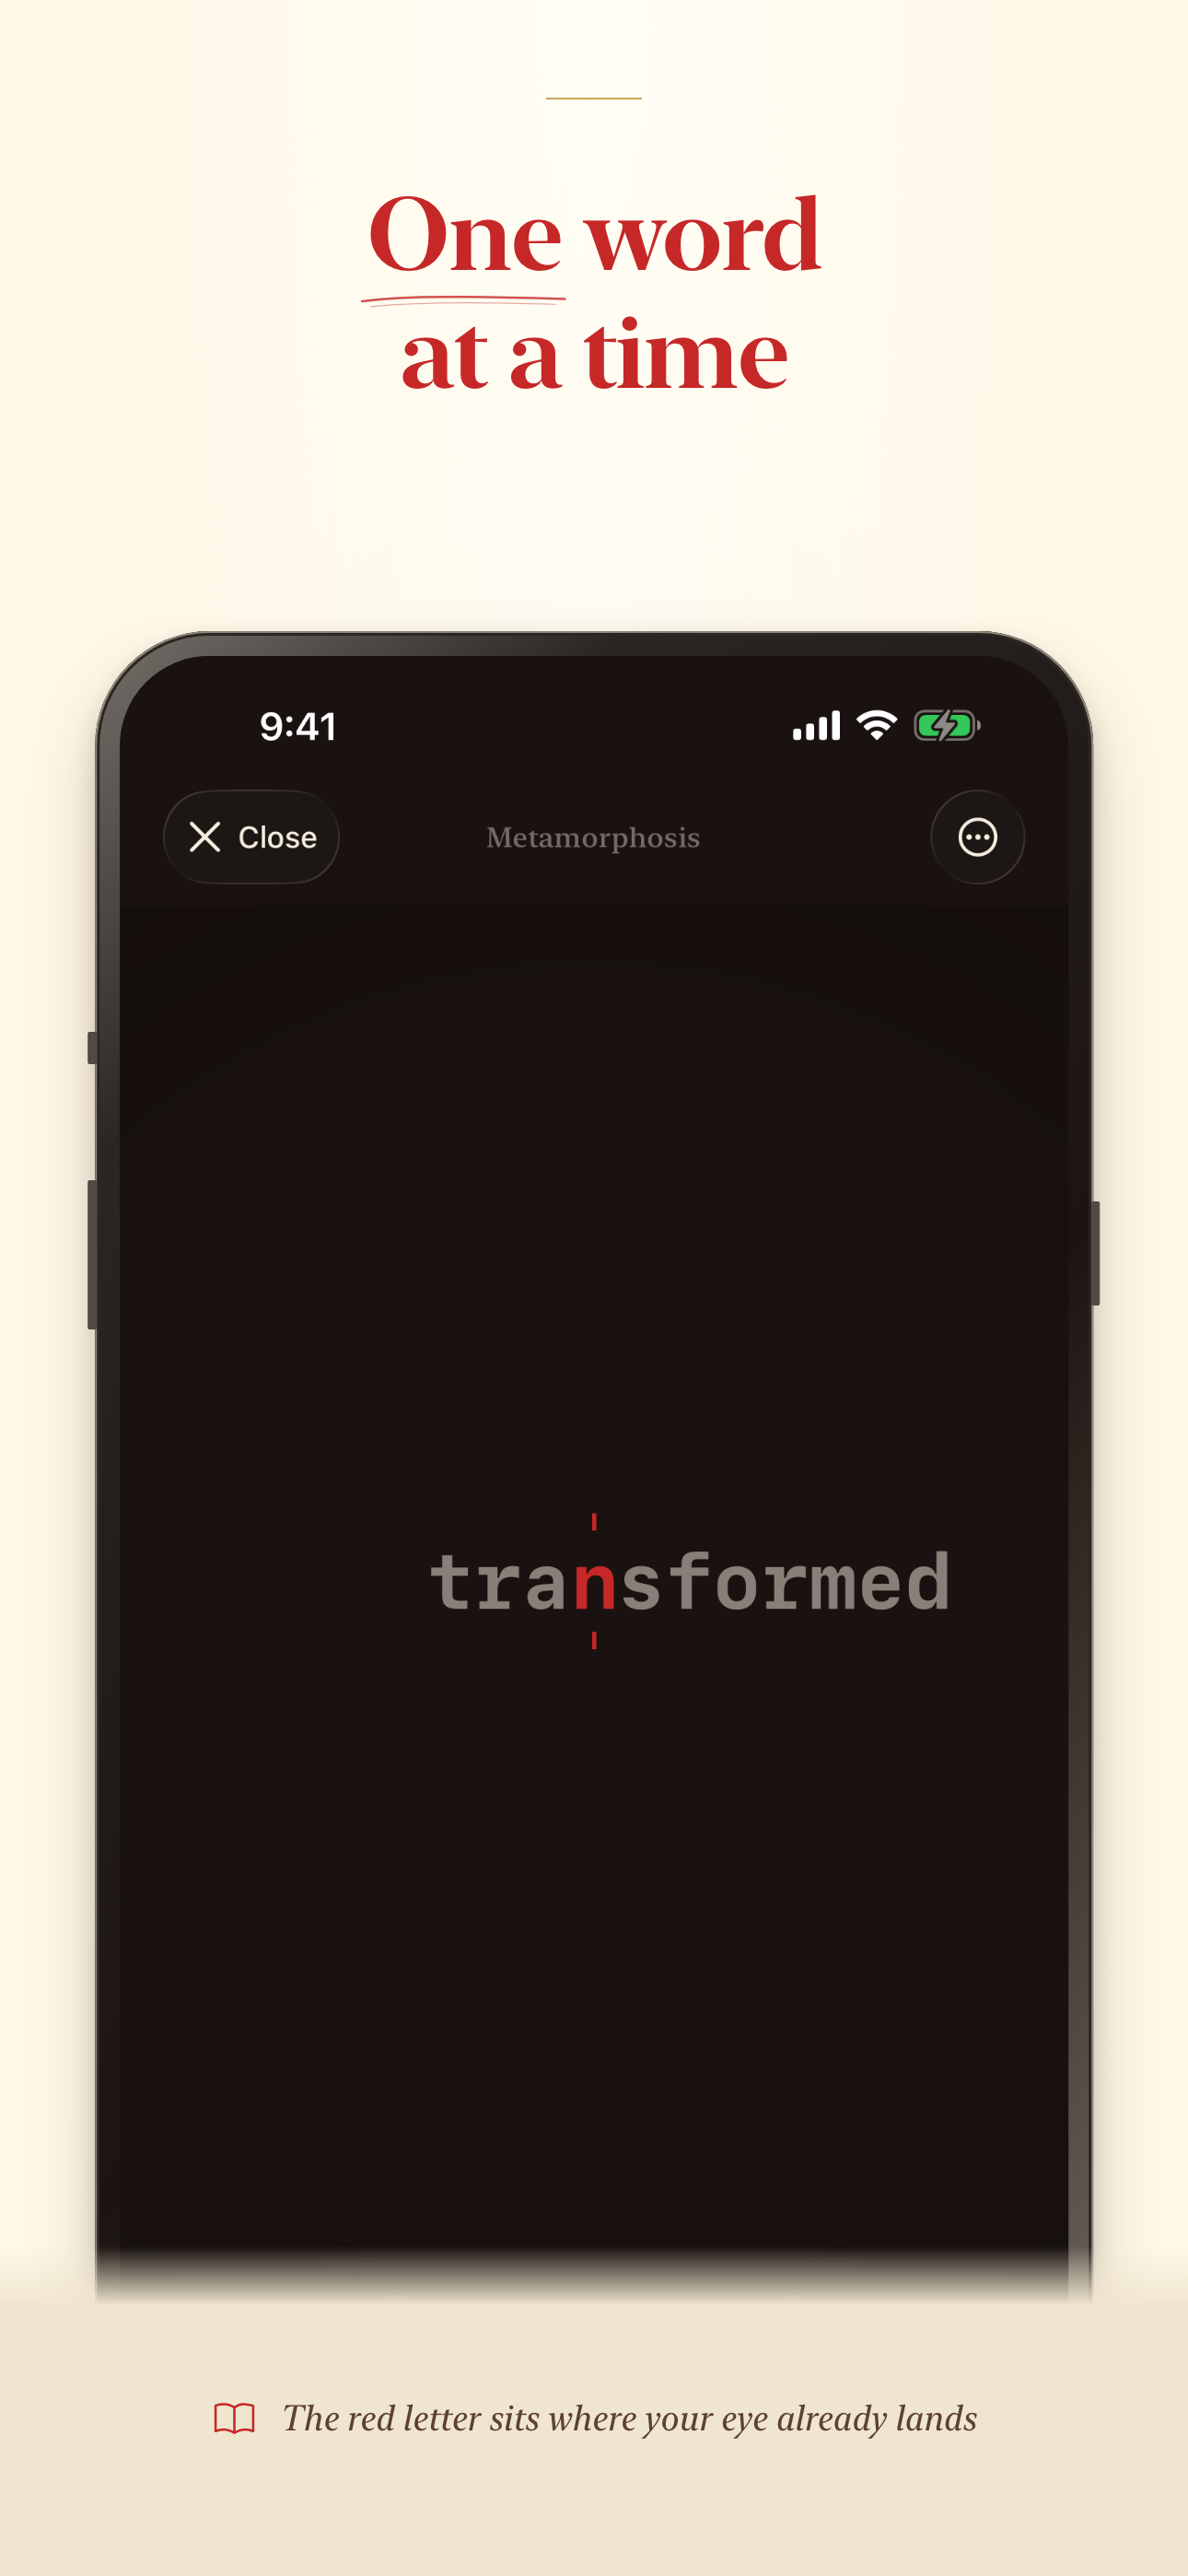 One word
at a time
9:41
Close
Metamorphosis
transformed
The red letter sits where your eye already lands